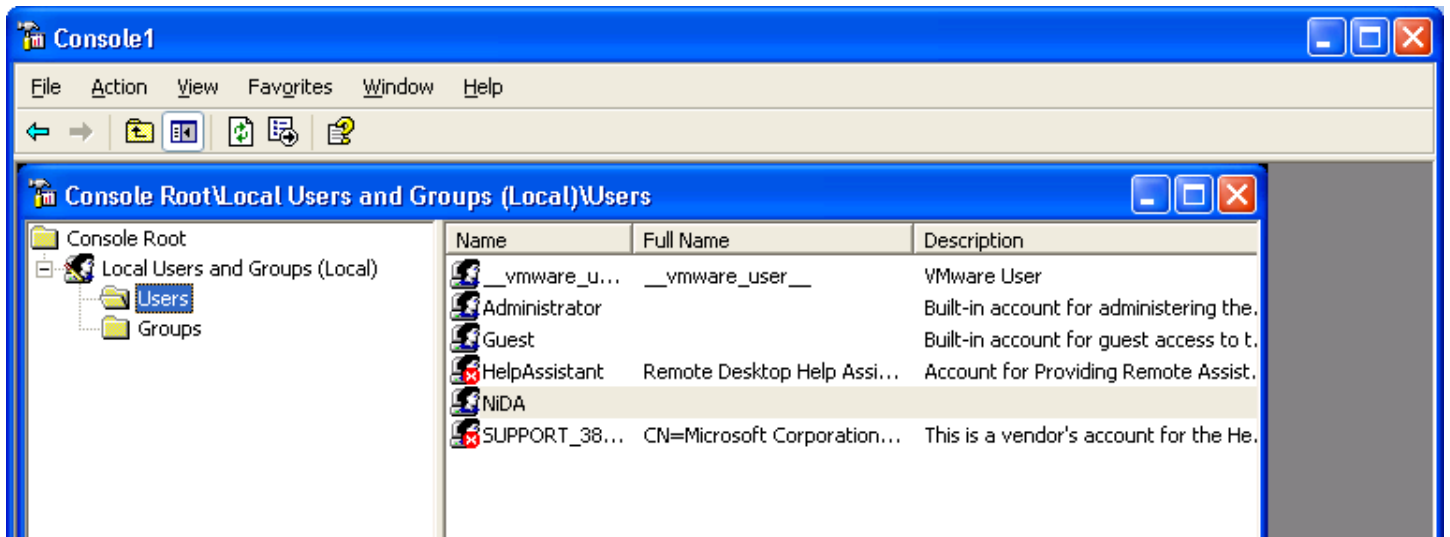 Console1
File Action View Favorites Window Help
Console Root\Local Users and Groups (Local)\Users
Console Root
Local Users and Groups (Local)
Users
Groups
Name Full Name Description
__vmware_u... __vmware_user__ VMware User
Administrator Built-in account for administering the.
Guest Built-in account for guest access to t.
HelpAssistant Remote Desktop Help Assi... Account for Providing Remote Assist.
NiDA
SUPPORT_38... CN=Microsoft Corporation... This is a vendor's account for the He.